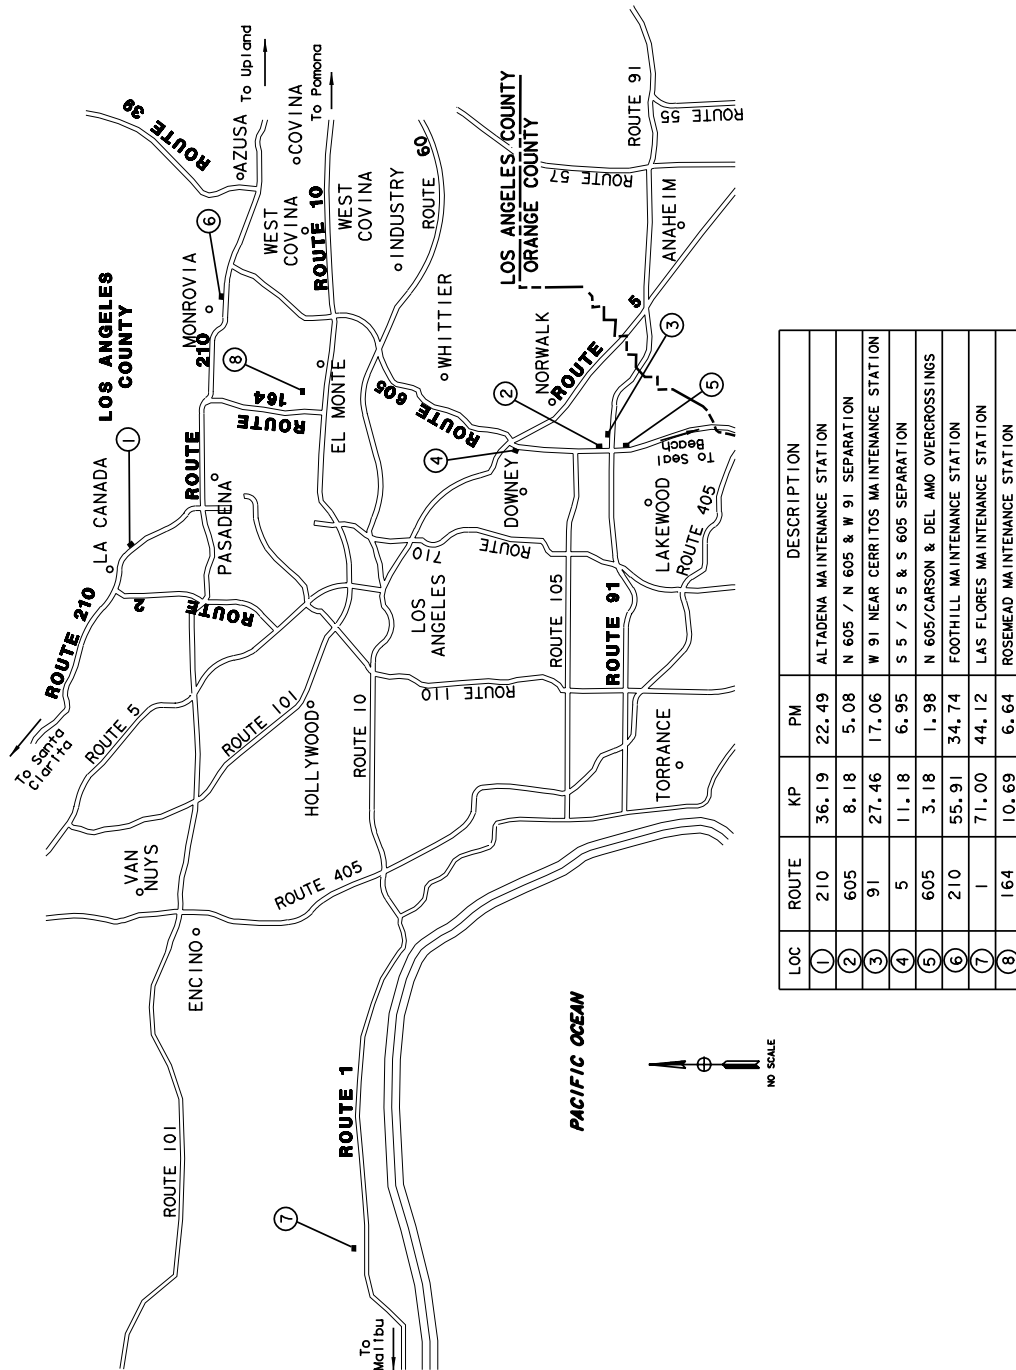 ROUTE 39
AZUSA
To Upland
COVINA
To Pomona
LOS ANGELES COUNTY
ORANGE COUNTY
ROUTE 91
ROUTE 55
ROUTE 57
ANAHEIM
6
MONROVIA
WEST
COVINA
ROUTE 10
WEST
COVINA
INDUSTRY
ROUTE 60
LOS ANGELES
COUNTY
210
8
164
ROUTE
EL MONTE
WHITTIER
ROUTE 605
NORWALK
ROUTE 5
2
3
5
4
1
LA CANADA
ROUTE
PASADENA
DOWNEY
To Seal
Beach
LAKEWOOD
ROUTE 405
ROUTE 210
2
ROUTE
710
ROUTE
LOS
ANGELES
ROUTE 105
ROUTE 91
ROUTE 110
To Santa
Clarita
ROUTE 5
ROUTE 101
HOLLYWOOD
ROUTE 10
TORRANCE
VAN
NUYS
ROUTE 405
ENCINO
PACIFIC OCEAN
NO SCALE
ROUTE 101
ROUTE 1
7
To
Malibu
LOC ROUTE KP PM DESCRIPTION
1 210 36.19 22.49 ALTADENA MAINTENANCE STATION
2 605 8.18 5.08 N 605 / N 605 & W 91 SEPARATION
3 91 27.46 17.06 W 91 NEAR CERRITOS MAINTENANCE STATION
4 5 11.18 6.95 S 5 / S 5 & S 605 SEPARATION
5 605 3.18 1.98 N 605/CARSON & DEL AMO OVERCROSSINGS
6 210 55.91 34.74 FOOTHILL MAINTENANCE STATION
7 1 71.00 44.12 LAS FLORES MAINTENANCE STATION
8 164 10.69 6.64 ROSEMEAD MAINTENANCE STATION